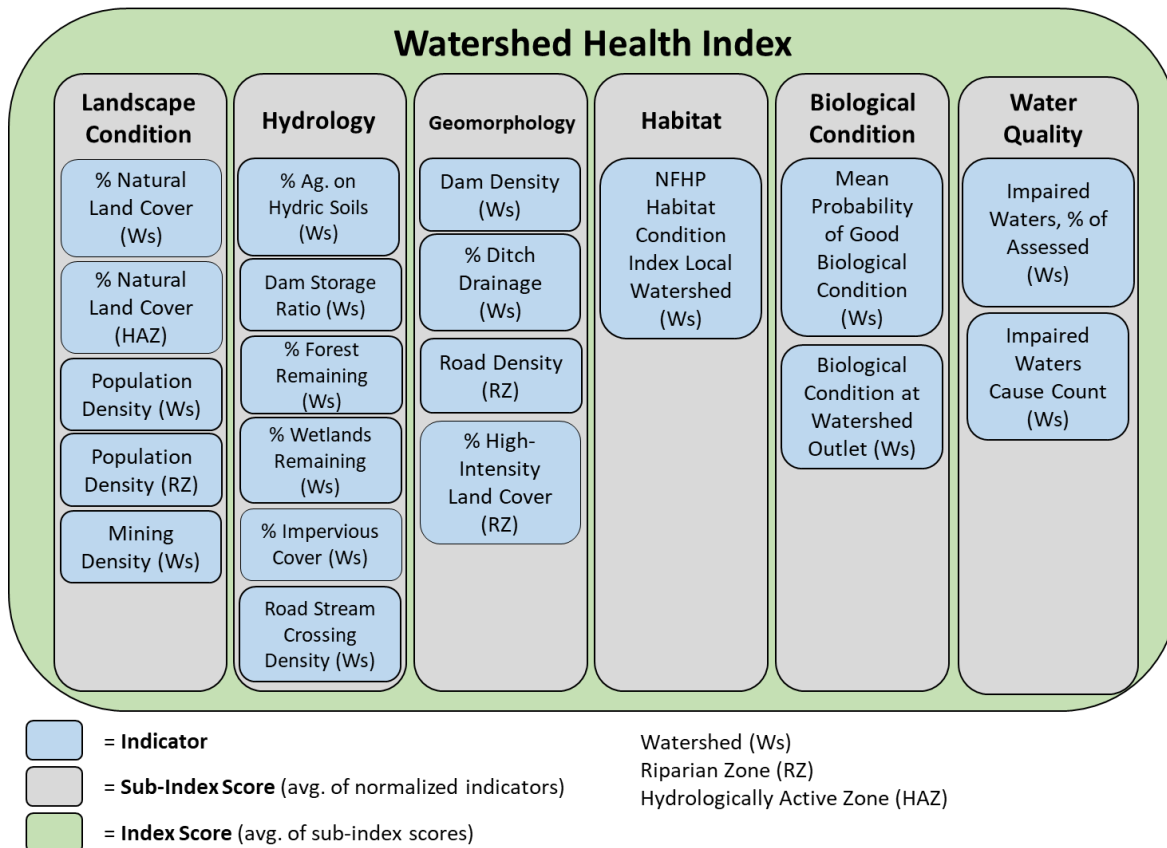 Watershed Health Index
Landscape
Condition
% Natural
Land Cover
(Ws)
% Natural
Land Cover
(HAZ)
Population
Density (Ws)
Population
Density (RZ)
Mining
Density (Ws)
Hydrology
% Ag. on
Hydric Soils
(Ws)
Dam Storage
Ratio (Ws)
% Forest
Remaining
(Ws)
% Wetlands
Remaining
(Ws)
% Impervious
Cover (Ws)
Road Stream
Crossing
Density (Ws)
Geomorphology
Dam Density
(Ws)
% Ditch
Drainage
(Ws)
Road Density
(RZ)
% High-
Intensity
Land Cover
(RZ)
Habitat
NFHP
Habitat
Condition
Index Local
Watershed
(Ws)
Biological
Condition
Mean
Probability
of Good
Biological
Condition
(Ws)
Biological
Condition at
Watershed
Outlet (Ws)
Water
Quality
Impaired
Waters, % of
Assessed
(Ws)
Impaired
Waters
Cause Count
(Ws)
= Indicator
= Sub-Index Score (avg. of normalized indicators)
= Index Score (avg. of sub-index scores)
Watershed (Ws)
Riparian Zone (RZ)
Hydrologically Active Zone (HAZ)